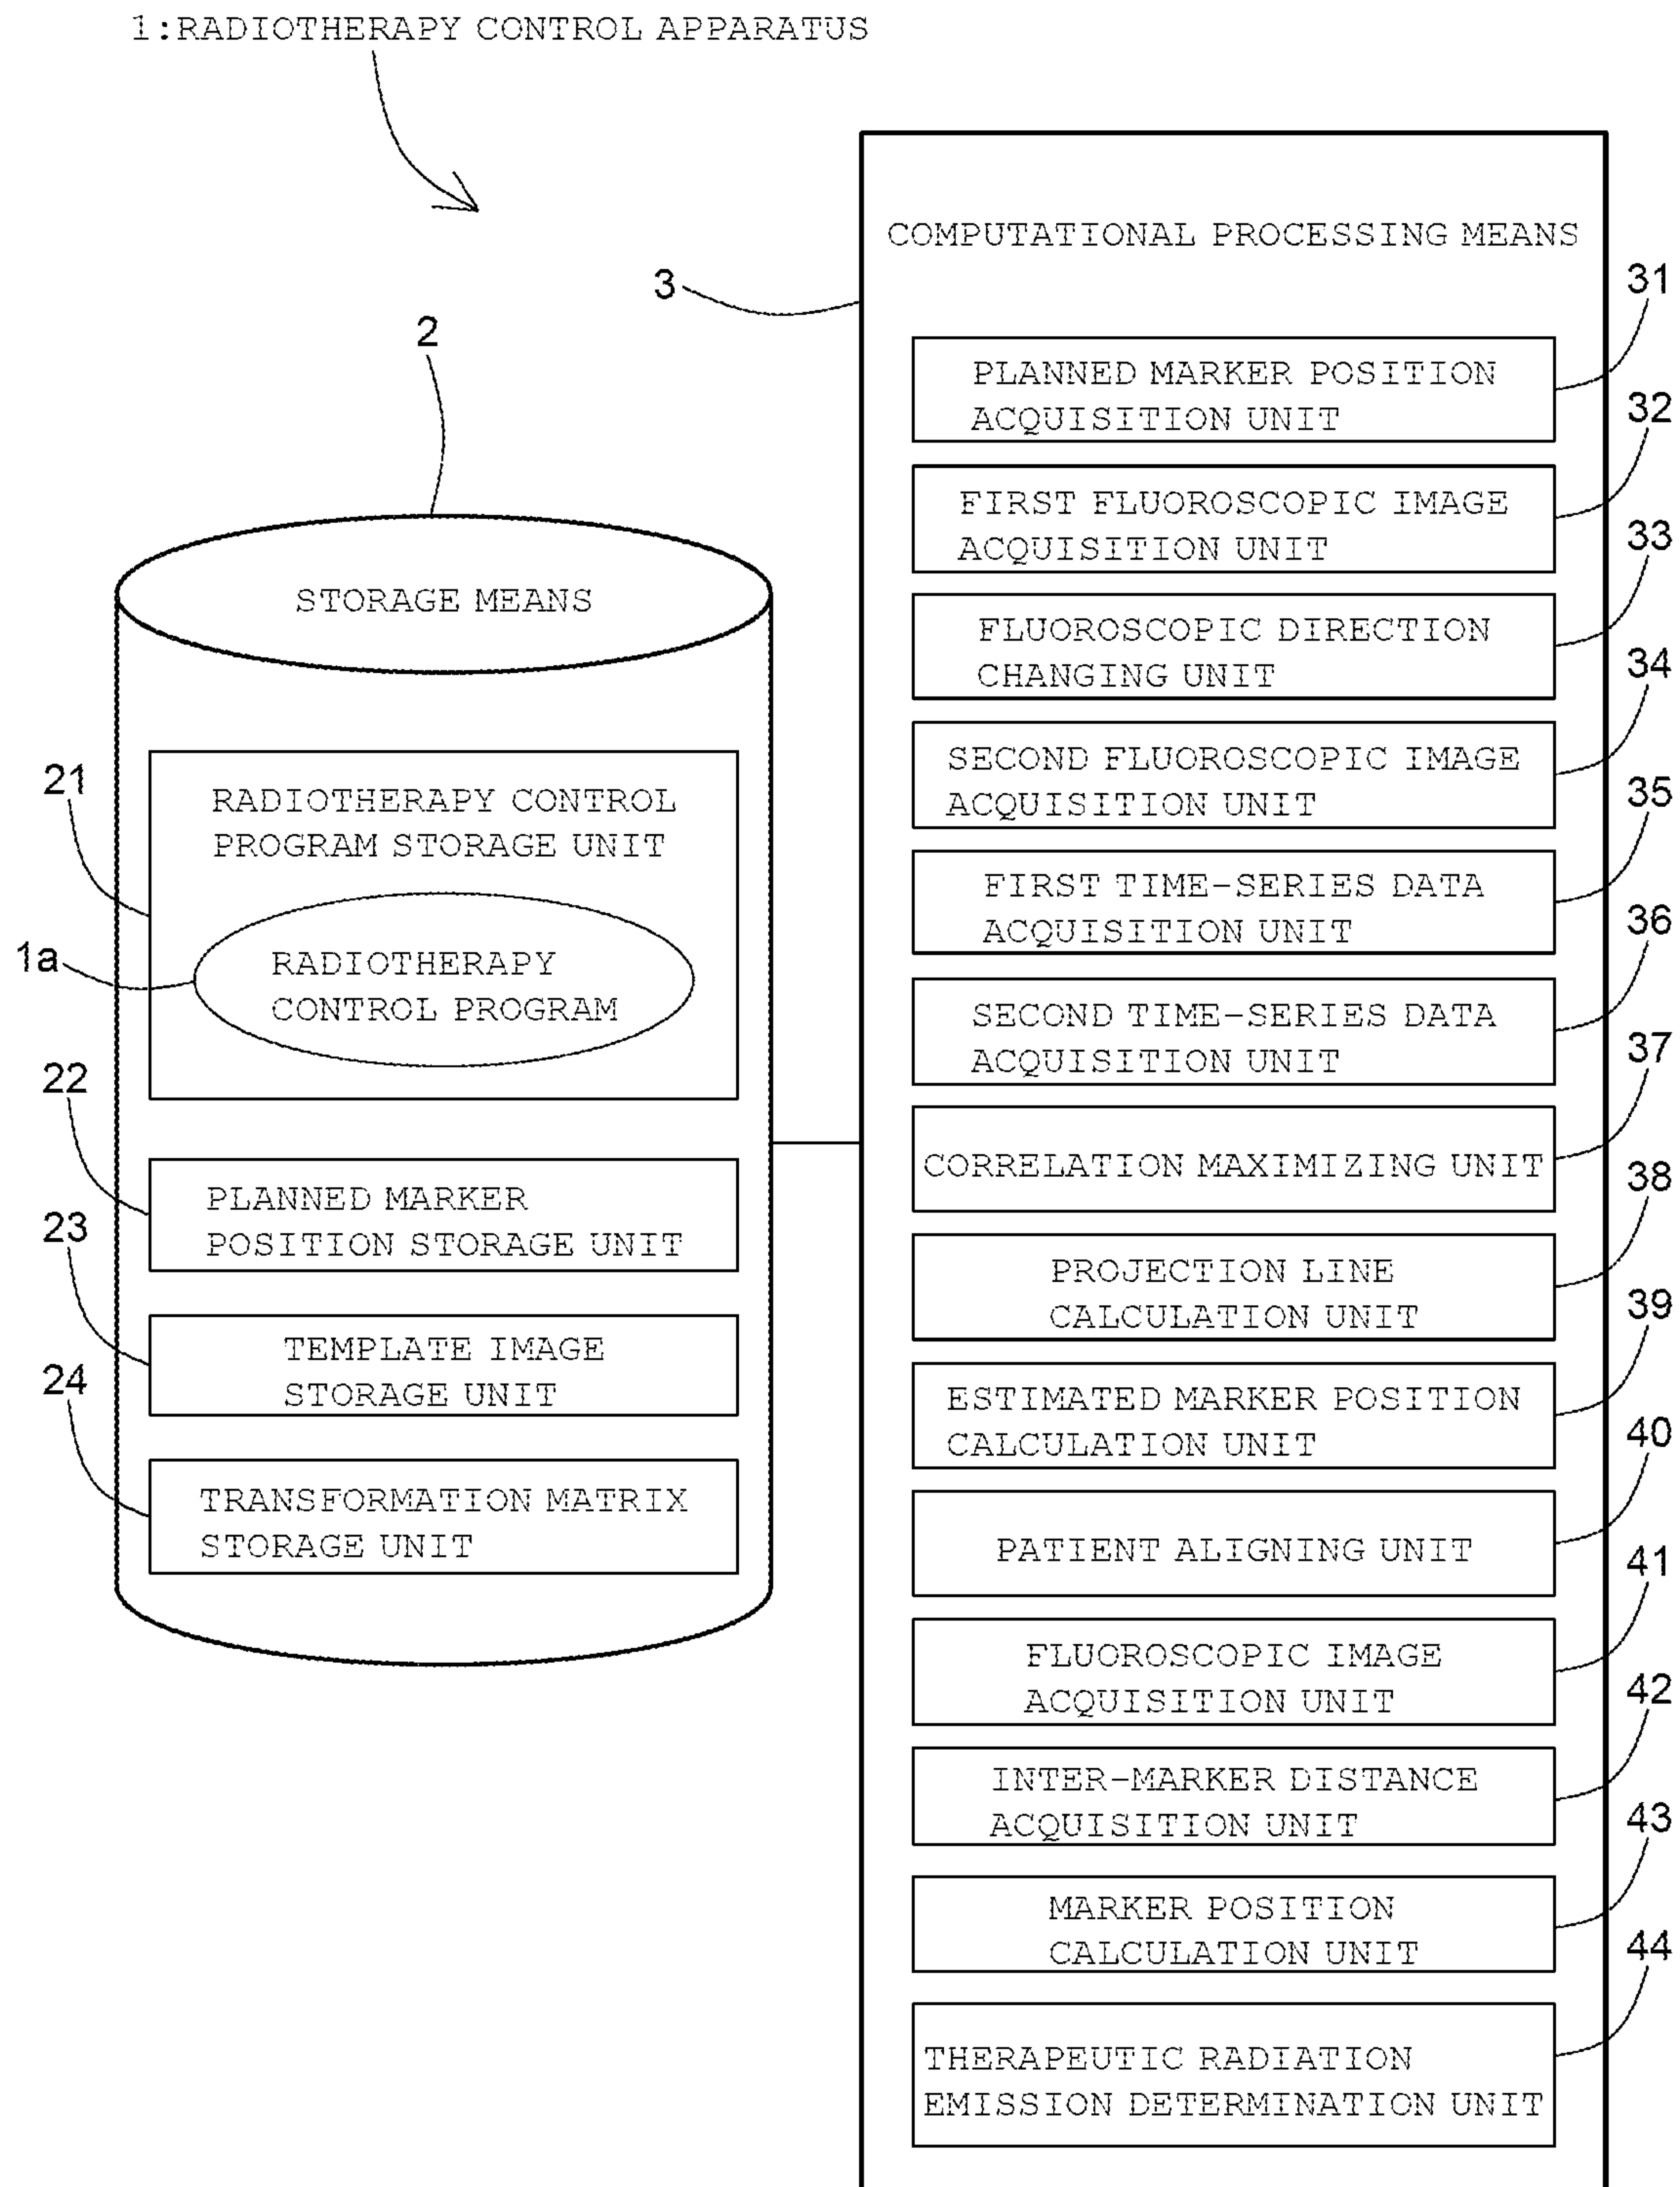 1:RADIOTHERAPY CONTROL APPARATUS
2
STORAGE MEANS
21
RADIOTHERAPY CONTROL
PROGRAM STORAGE UNIT
1a
RADIOTHERAPY
CONTROL PROGRAM
22
PLANNED MARKER
POSITION STORAGE UNIT
23
TEMPLATE IMAGE
STORAGE UNIT
24
TRANSFORMATION MATRIX
STORAGE UNIT
3
COMPUTATIONAL PROCESSING MEANS
31
PLANNED MARKER POSITION
ACQUISITION UNIT
32
FIRST FLUOROSCOPIC IMAGE
ACQUISITION UNIT
33
FLUOROSCOPIC DIRECTION
CHANGING UNIT
34
SECOND FLUOROSCOPIC IMAGE
ACQUISITION UNIT
35
FIRST TIME-SERIES DATA
ACQUISITION UNIT
36
SECOND TIME-SERIES DATA
ACQUISITION UNIT
37
CORRELATION MAXIMIZING UNIT
38
PROJECTION LINE
CALCULATION UNIT
39
ESTIMATED MARKER POSITION
CALCULATION UNIT
40
PATIENT ALIGNING UNIT
41
FLUOROSCOPIC IMAGE
ACQUISITION UNIT
42
INTER-MARKER DISTANCE
ACQUISITION UNIT
43
MARKER POSITION
CALCULATION UNIT
44
THERAPEUTIC RADIATION
EMISSION DETERMINATION UNIT